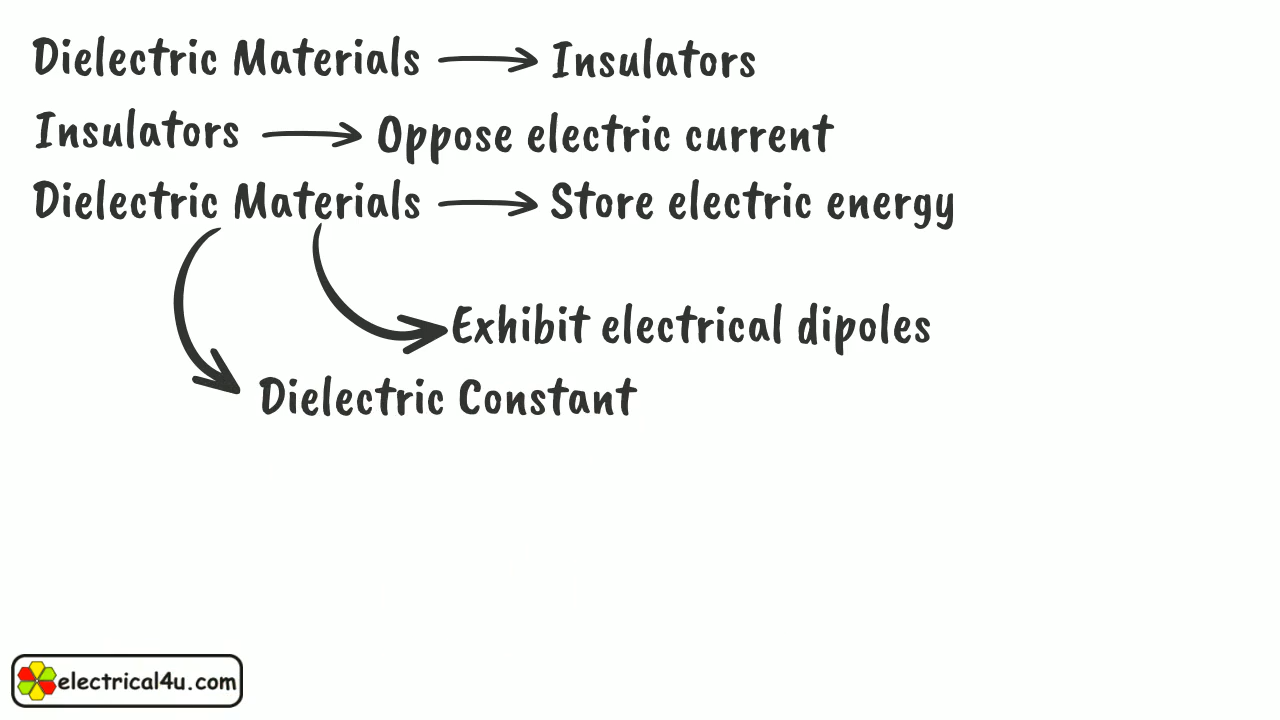 Dielectric Materials → Insulators
Insulators → Oppose electric current
Dielectric Materials → Store electric energy
Exhibit electrical dipoles
Dielectric Constant
electrical4u.com